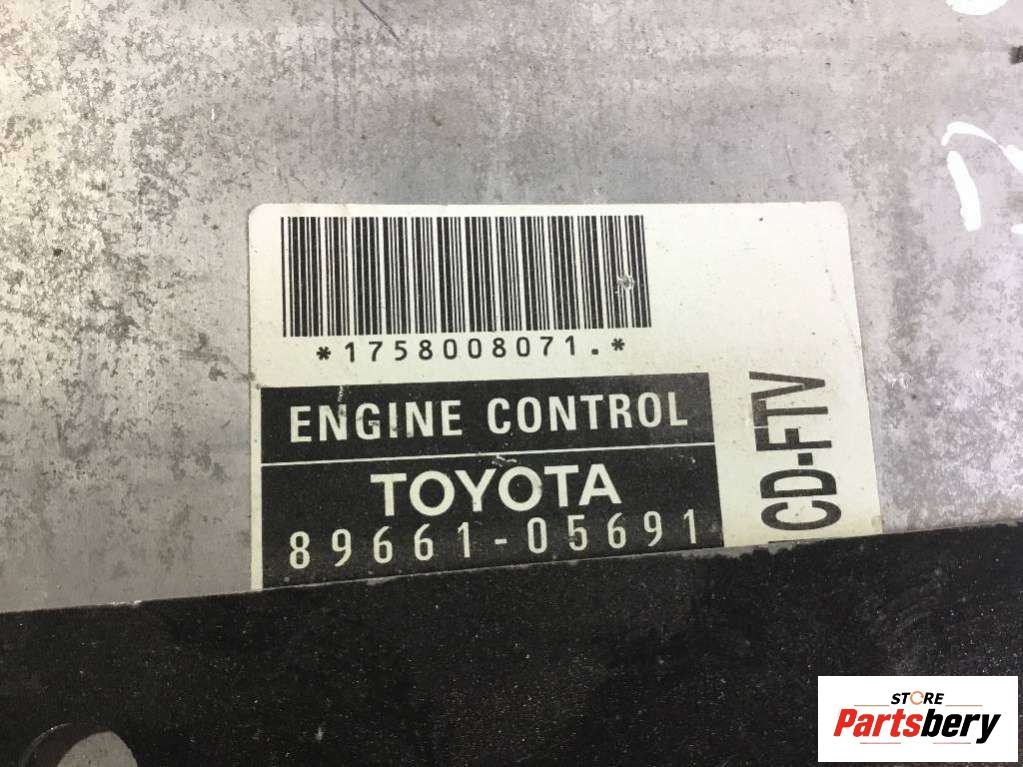 *1758008071.*
ENGINE CONTROL
TOYOTA
89661-05691
CD-FTV
STORE
Partsbery